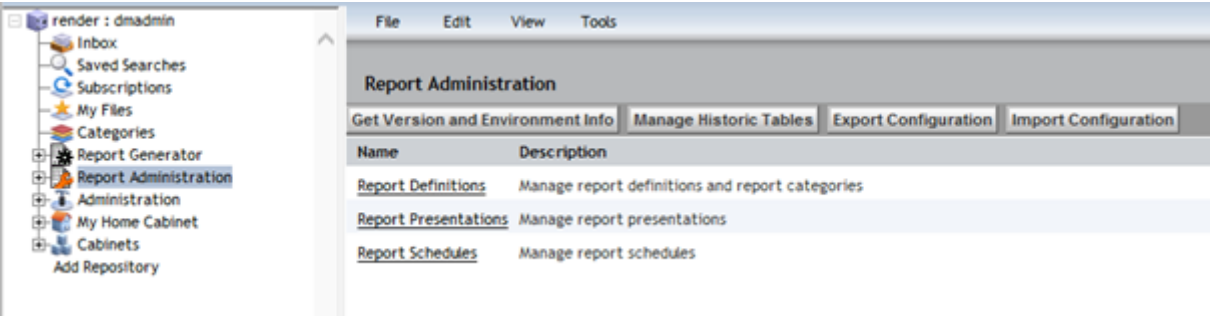 render : dmadmin
Inbox
Saved Searches
Subscriptions
My Files
Categories
Report Generator
Report Administration
Administration
My Home Cabinet
Cabinets
Add Repository
File Edit View Tools
Report Administration
Get Version and Environment Info Manage Historic Tables Export Configuration Import Configuration
Name Description
Report Definitions Manage report definitions and report categories
Report Presentations Manage report presentations
Report Schedules Manage report schedules